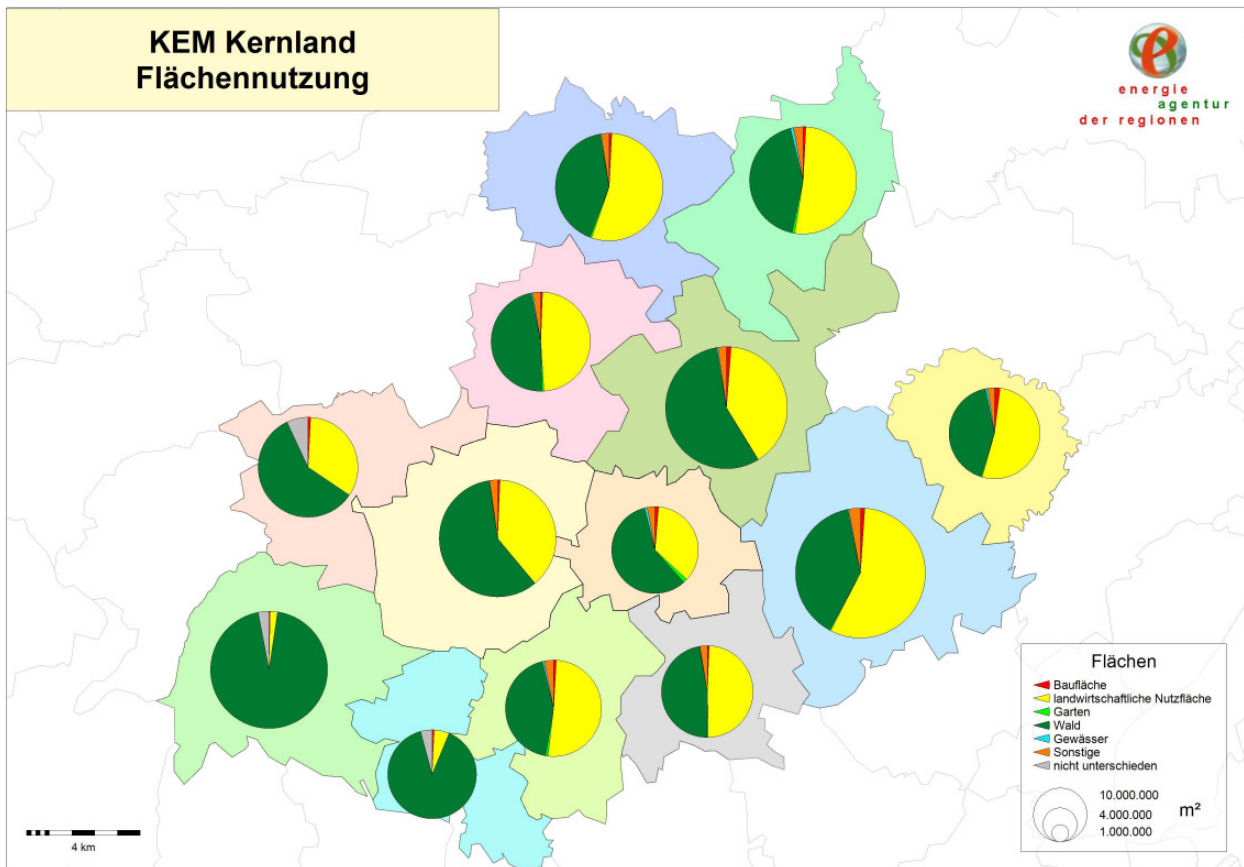 KEM Kernland
Flächennutzung
energie
agentur
der regionen
Flächen
Baufläche
landwirtschaftliche Nutzfläche
Garten
Wald
Gewässer
Sonstige
nicht unterschieden
10.000.000
4.000.000
1.000.000
m²
4 km